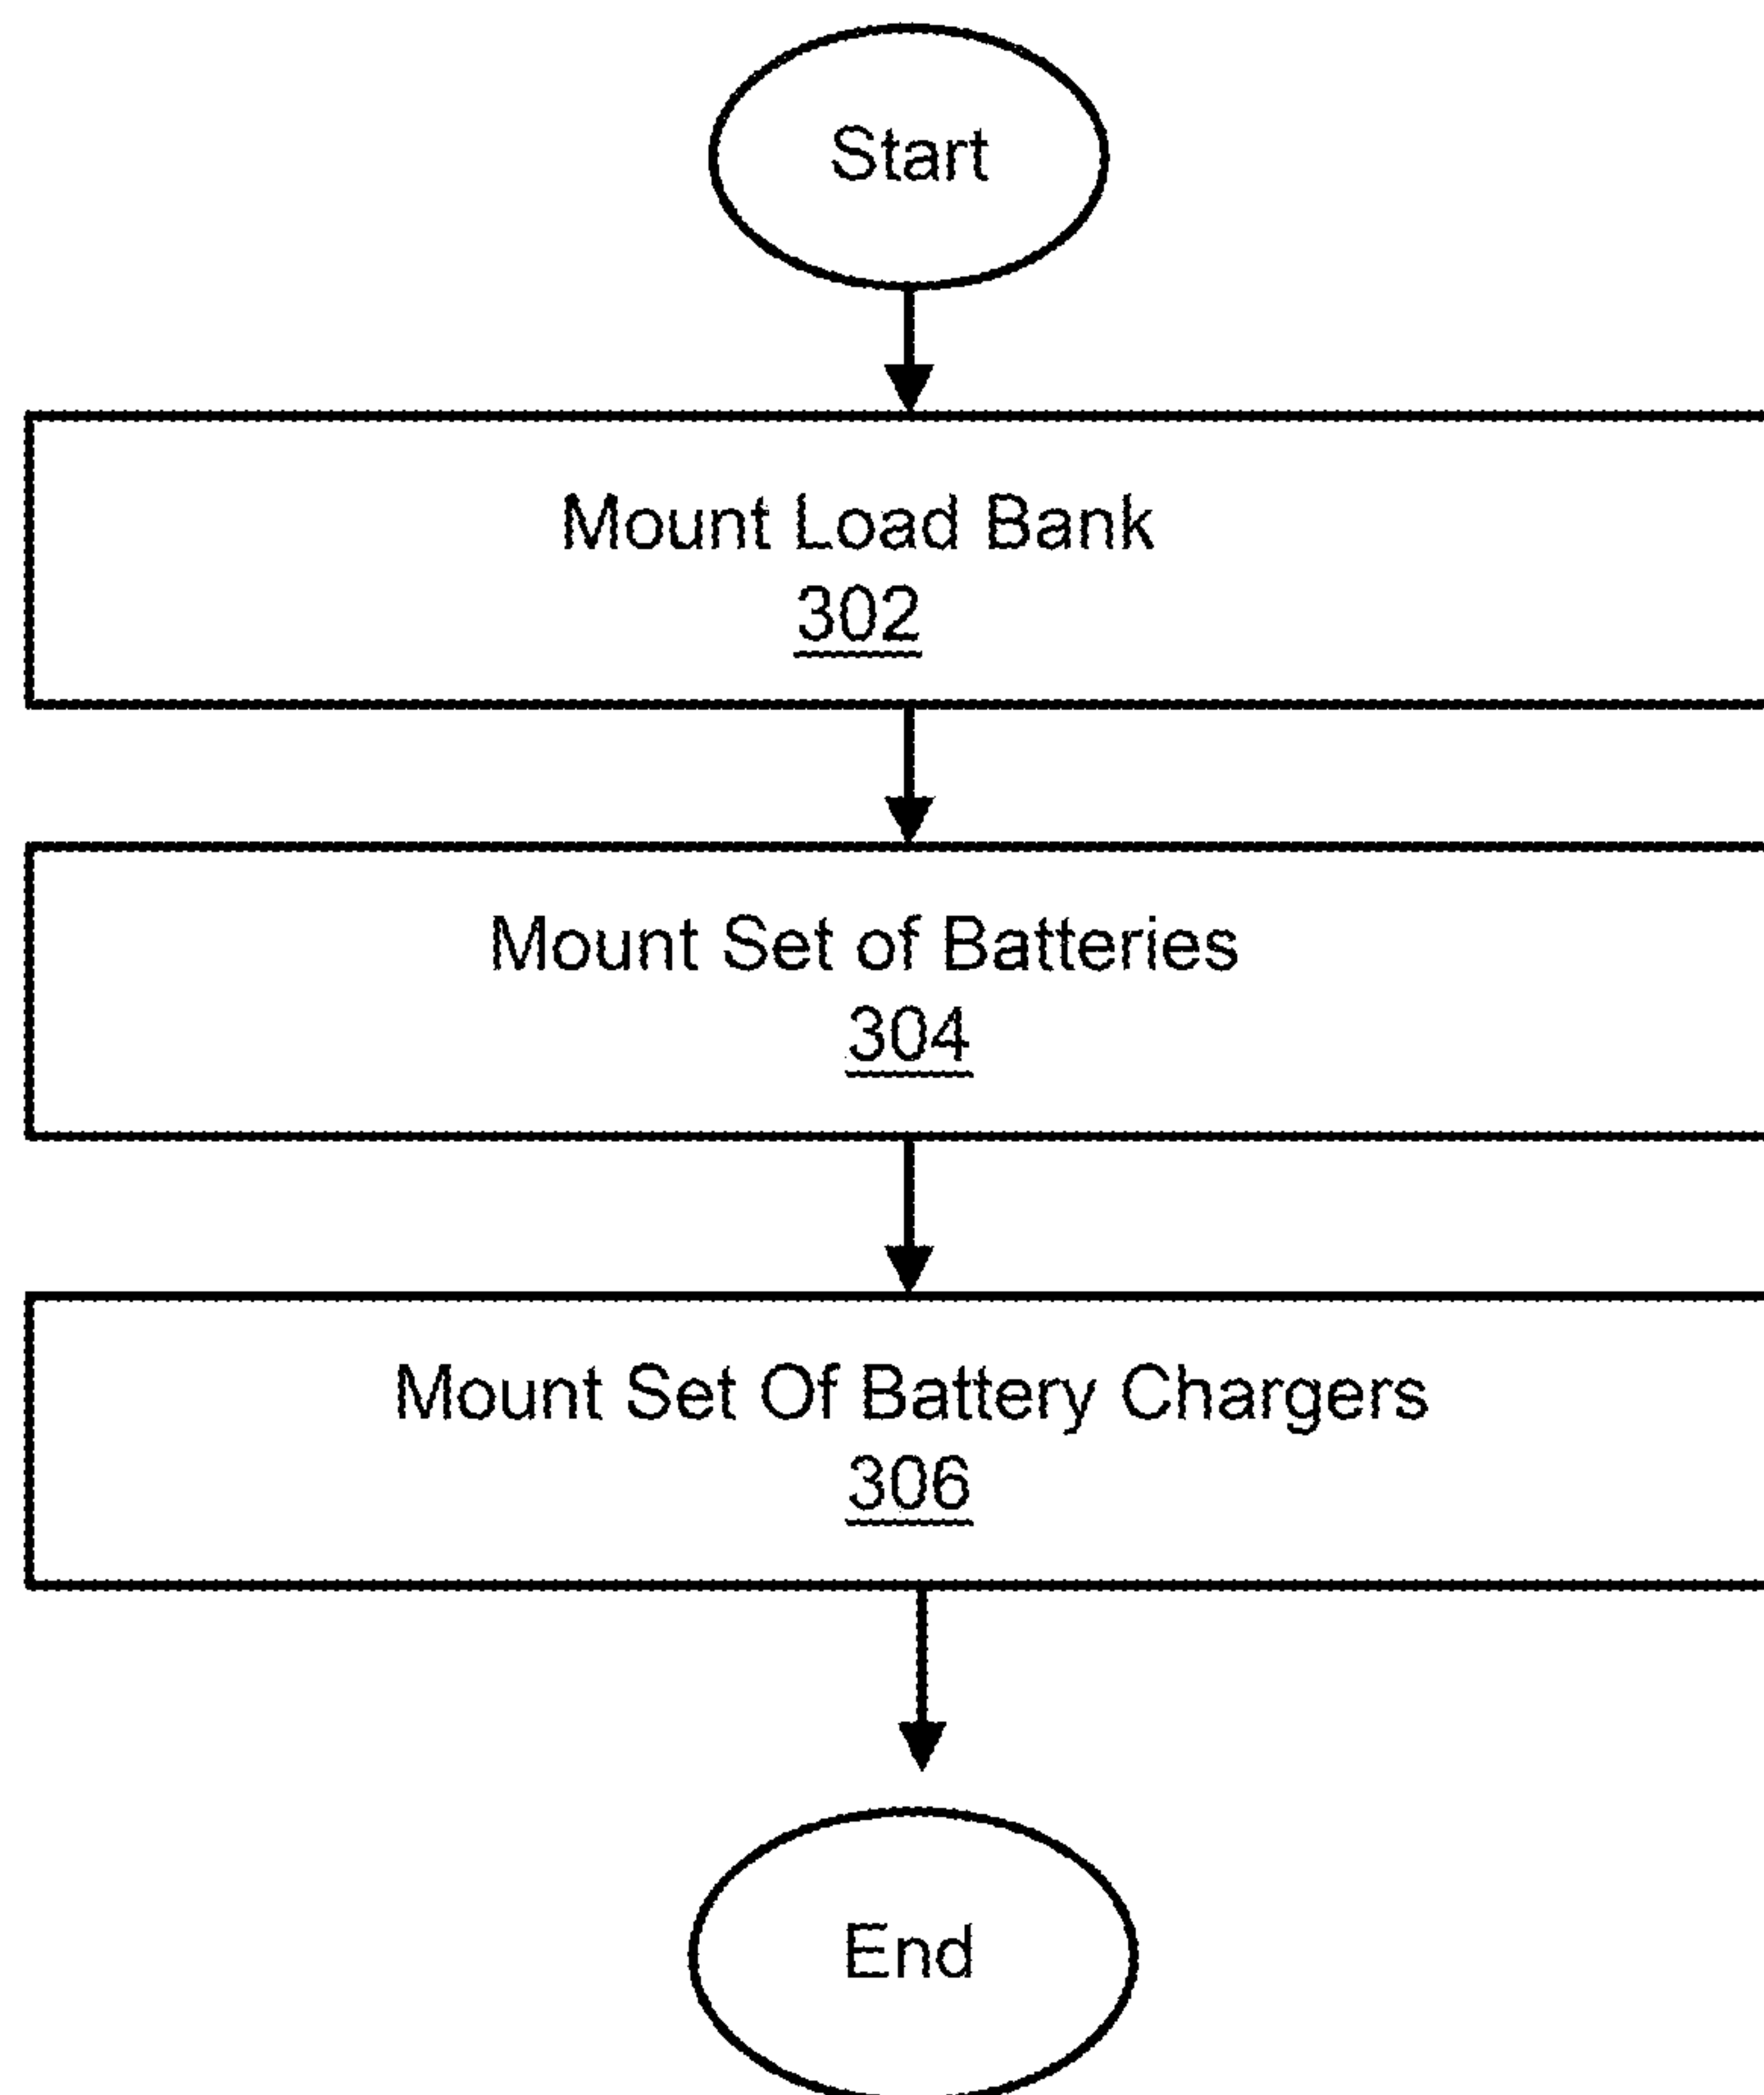 Start
Mount Load Bank
302
Mount Set of Batteries
304
Mount Set Of Battery Chargers
306
End